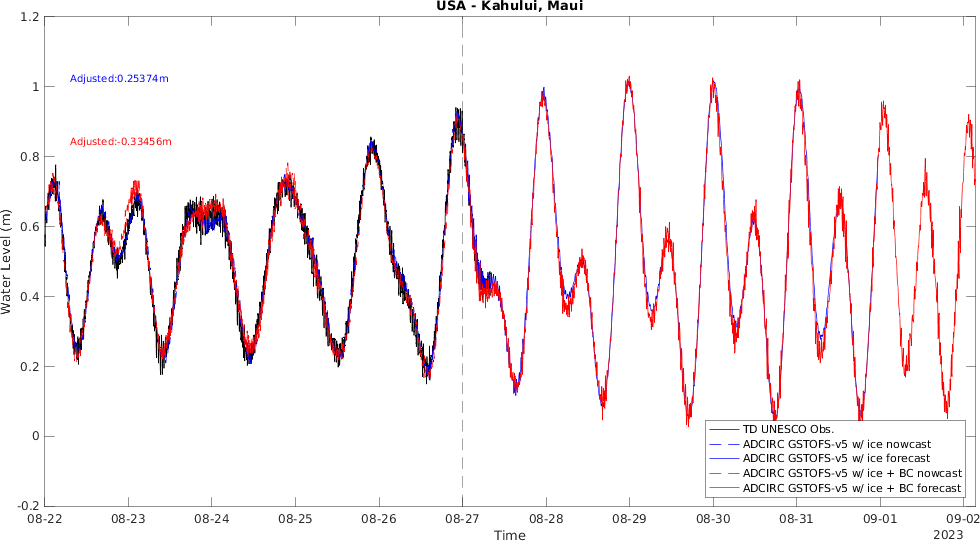 USA - Kahului, Maui
1.2
1
0.8
0.6
0.4
0.2
0
-0.2
Water Level (m)
Adjusted:0.25374m
Adjusted:-0.33456m
TD UNESCO Obs.
ADCIRC GSTOFS-v5 w/ ice nowcast
ADCIRC GSTOFS-v5 w/ ice forecast
ADCIRC GSTOFS-v5 w/ ice + BC nowcast
ADCIRC GSTOFS-v5 w/ ice + BC forecast
08-22 08-23 08-24 08-25 08-26 08-27 08-28 08-29 08-30 08-31 09-01 09-02
Time
2023